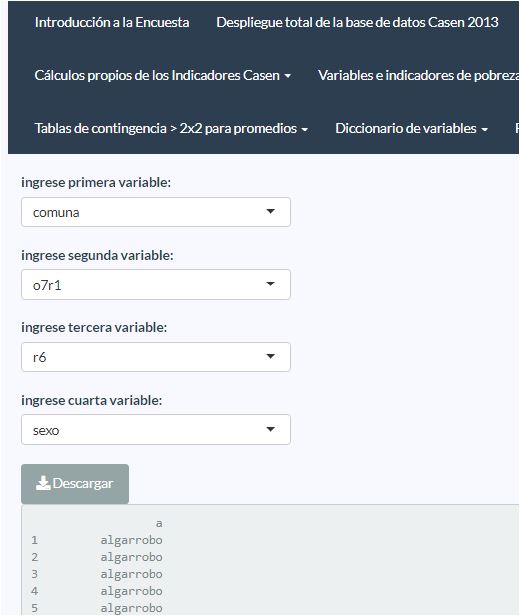 Introducción a la Encuesta Despliegue total de la base de datos Casen 2013
Cálculos propios de los Indicadores Casen Variables e indicadores de pobreza
Tablas de contingencia > 2x2 para promedios Diccionario de variables
ingrese primera variable:
comuna
ingrese segunda variable:
o7r1
ingrese tercera variable:
r6
ingrese cuarta variable:
sexo
Descargar
a
1 algarrobo
2 algarrobo
3 algarrobo
4 algarrobo
5 algarrobo